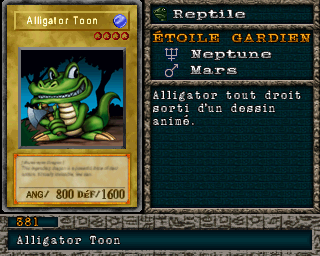 Alligator Toon
ANG/ 800 DÉF/1600
Reptile
ÉTOILE GARDIEN
Neptune
Mars
Alligator tout droit
sorti d'un dessin
animé.
381
Alligator Toon